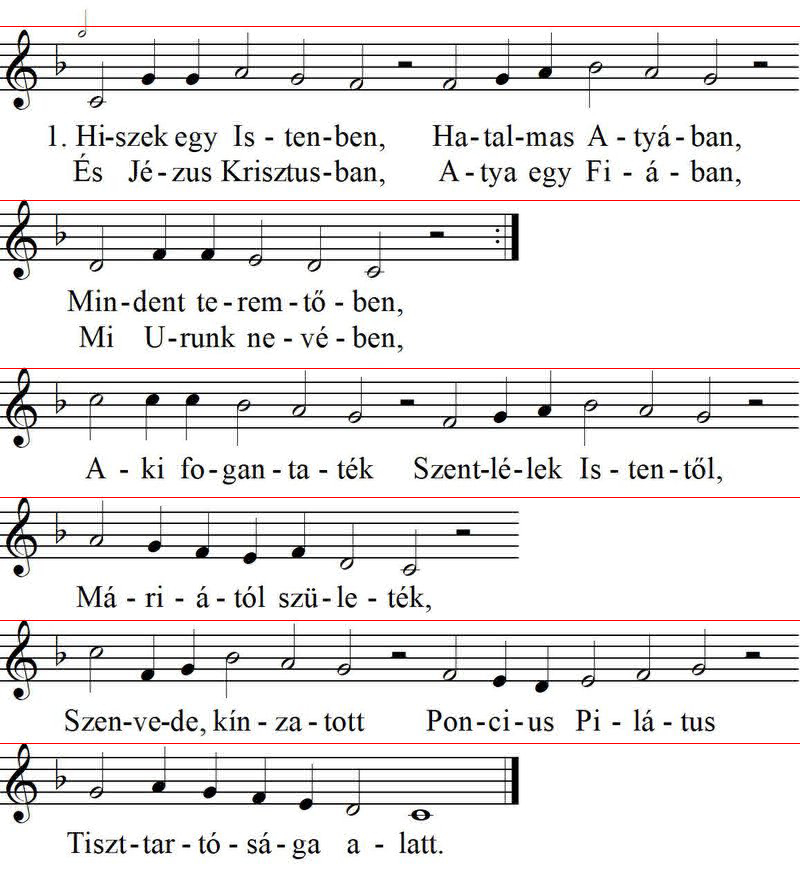 1. Hi-szek egy Is - ten-ben, Ha-tal-mas A - tyá-ban,
És Jé-zus Krisztus-ban, A-tya egy Fi - á - ban,
Min-dent te-rem-tő - ben,
Mi U-runk ne-vé-ben,
A - ki fo-gan-ta-ték Szent-lé-lek Is - ten-től,
Má - ri - á - tól szü-le - ték,
Szen-ve-de, kín - za - tott Pon-ci-us Pi - lá - tus
Tiszt-tar-tó - sá - ga a - latt.